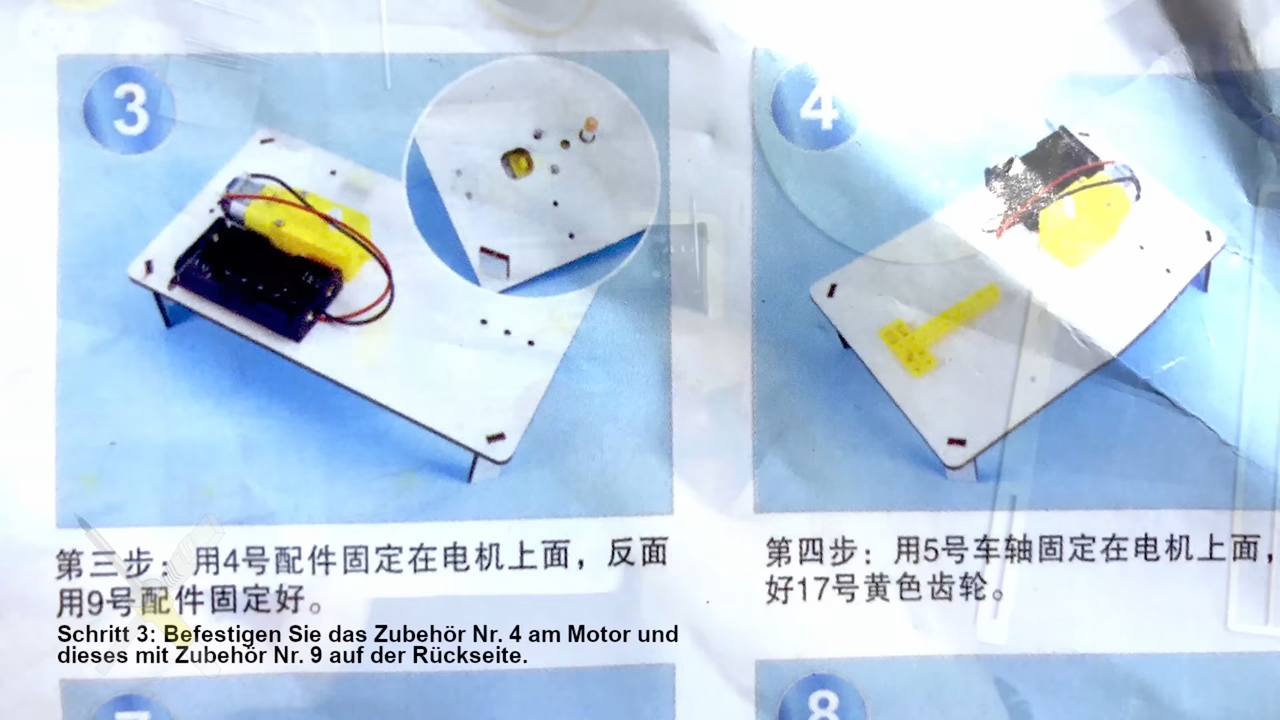 3
4
第三步：用4号配件固定在电机上面，反面
用9号配件固定好。
Schritt 3: Befestigen Sie das Zubehör Nr. 4 am Motor und
dieses mit Zubehör Nr. 9 auf der Rückseite.
第四步：用5号车轴固定在电机上面，
好17号黄色齿轮。
8